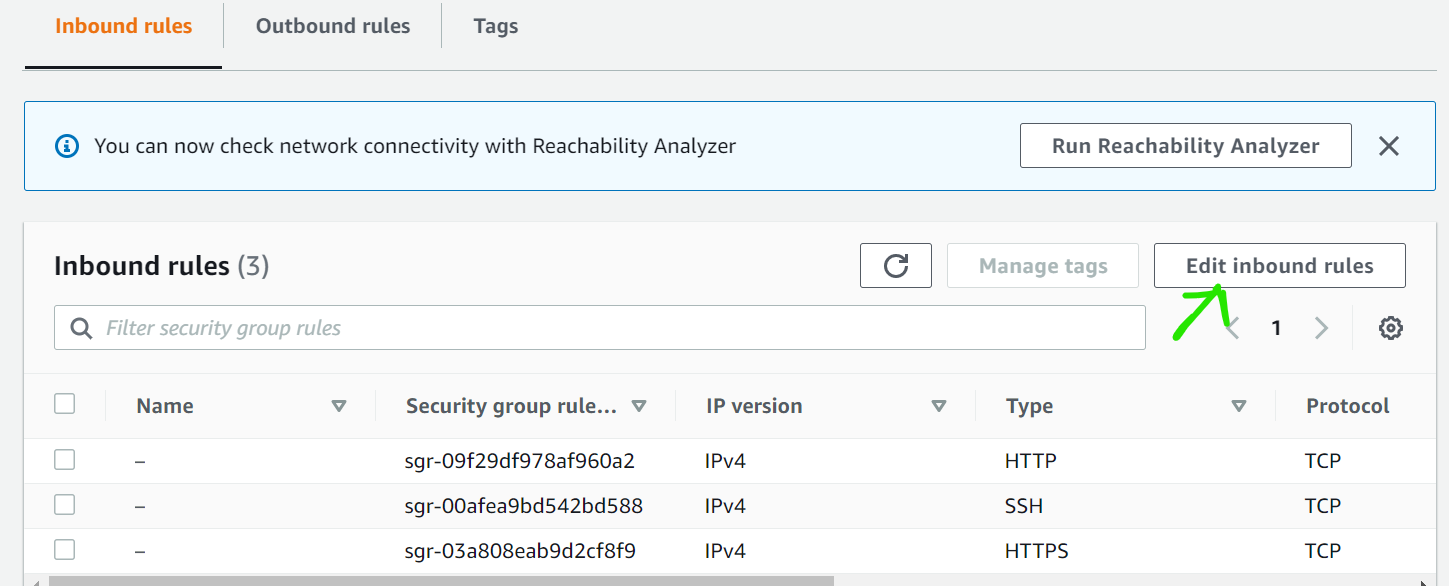 Inbound rules Outbound rules Tags
You can now check network connectivity with Reachability Analyzer Run Reachability Analyzer
Inbound rules (3) Manage tags Edit inbound rules
Filter security group rules 1
Name Security group rule... IP version Type Protocol
– sgr-09f29df978af960a2 IPv4 HTTP TCP
– sgr-00afea9bd542bd588 IPv4 SSH TCP
– sgr-03a808eab9d2cf8f9 IPv4 HTTPS TCP